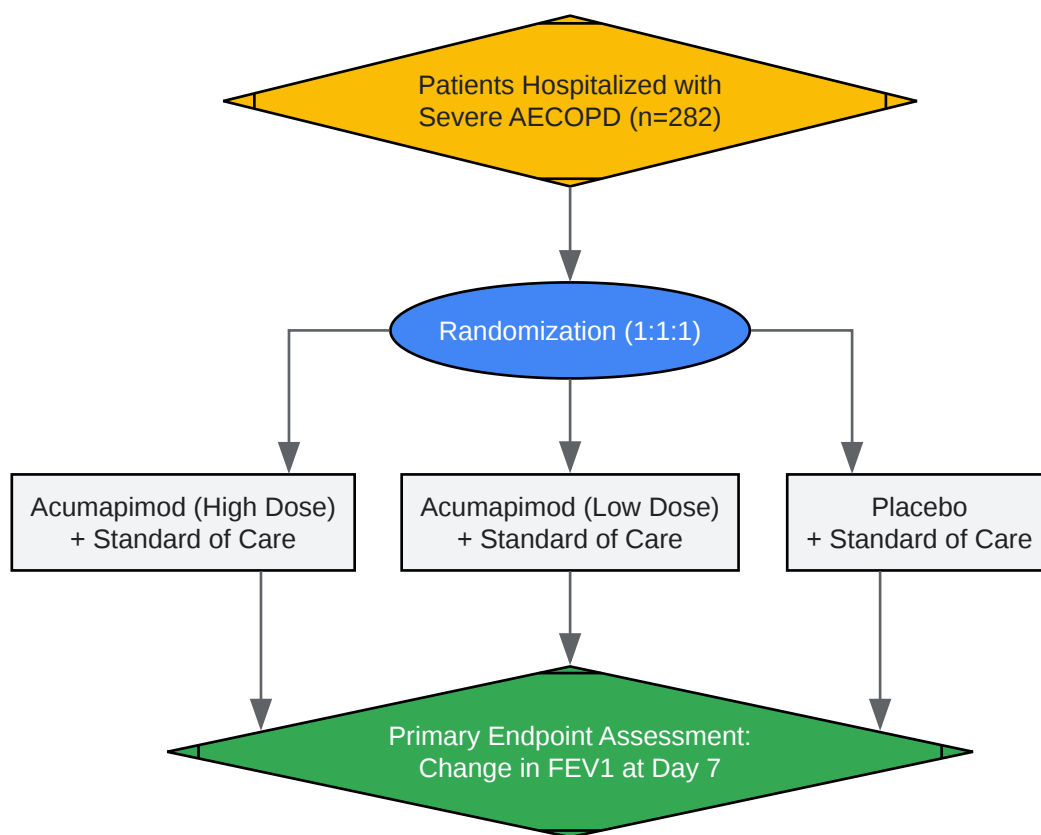 Patients Hospitalized with
Severe AECOPD (n=282)
Randomization (1:1:1)
Acumapimod (High Dose)
+ Standard of Care
Acumapimod (Low Dose)
+ Standard of Care
Placebo
+ Standard of Care
Primary Endpoint Assessment:
Change in FEV1 at Day 7